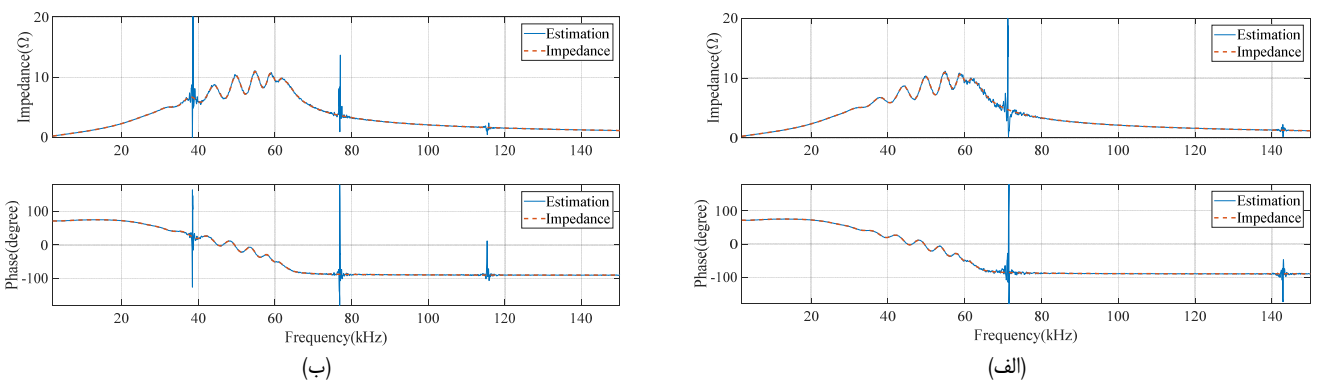 20
10
0
Impedance(Ω)
Estimation
Impedance
20 40 60 80 100 120 140
100
0
-100
Phase(degree)
Estimation
Impedance
20 40 60 80 100 120 140
Frequency(kHz)
(ب)
20
10
0
Impedance(Ω)
Estimation
Impedance
20 40 60 80 100 120 140
100
0
-100
Phase(degree)
Estimation
Impedance
20 40 60 80 100 120 140
Frequency(kHz)
(الف)